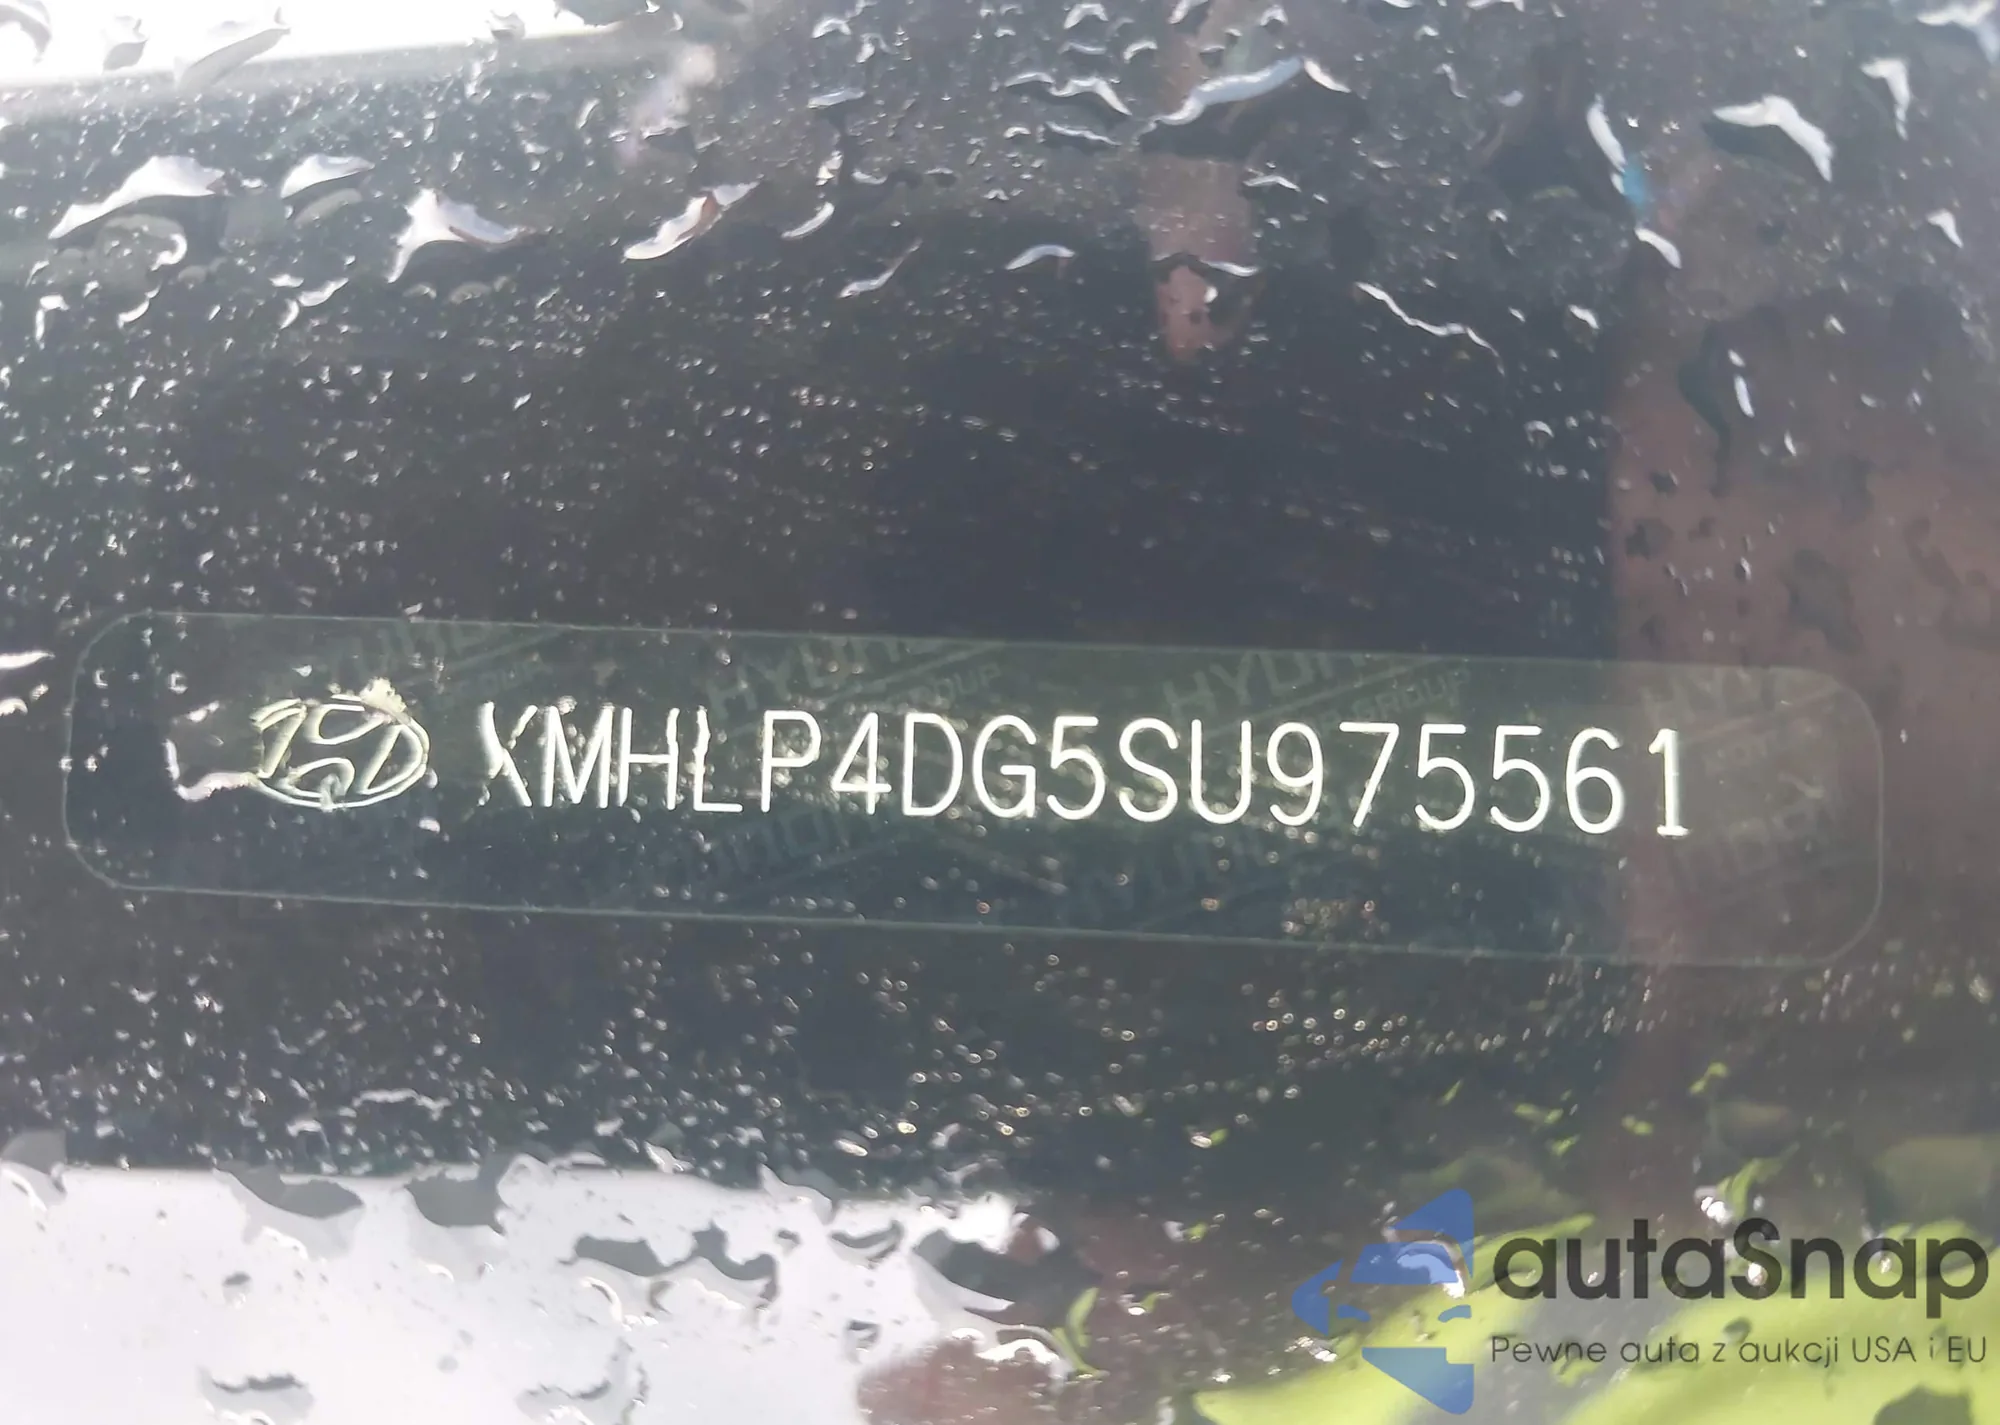 KMHLP4DG5SU975561
autaSnap
Pewne auta z aukcji USA i EU